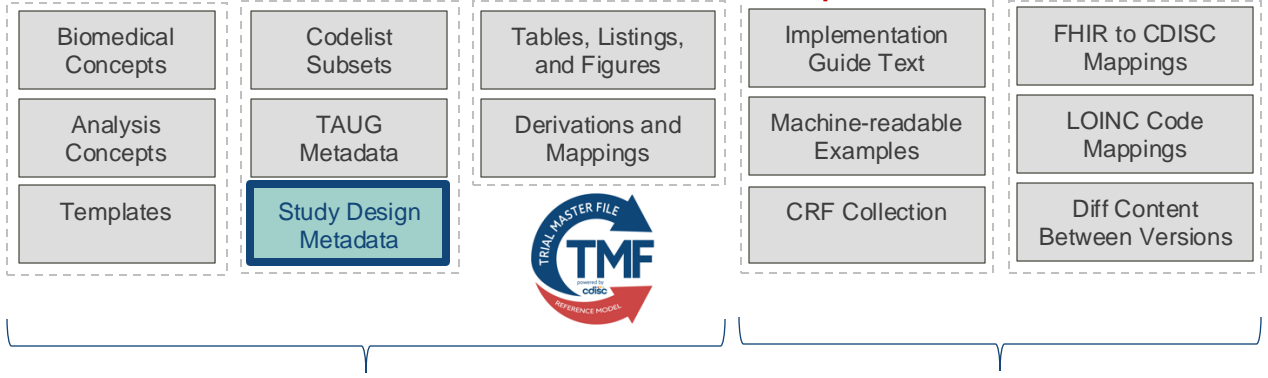 Biomedical
Concepts
Analysis
Concepts
Templates
Codelist
Subsets
TAUG
Metadata
Study Design
Metadata
Tables, Listings,
and Figures
Derivations and
Mappings
TRIAL MASTER FILE
TMF
powered by
cdisc
REFERENCE MODEL
Implementation
Guide Text
Machine-readable
Examples
CRF Collection
FHIR to CDISC
Mappings
LOINC Code
Mappings
Diff Content
Between Versions